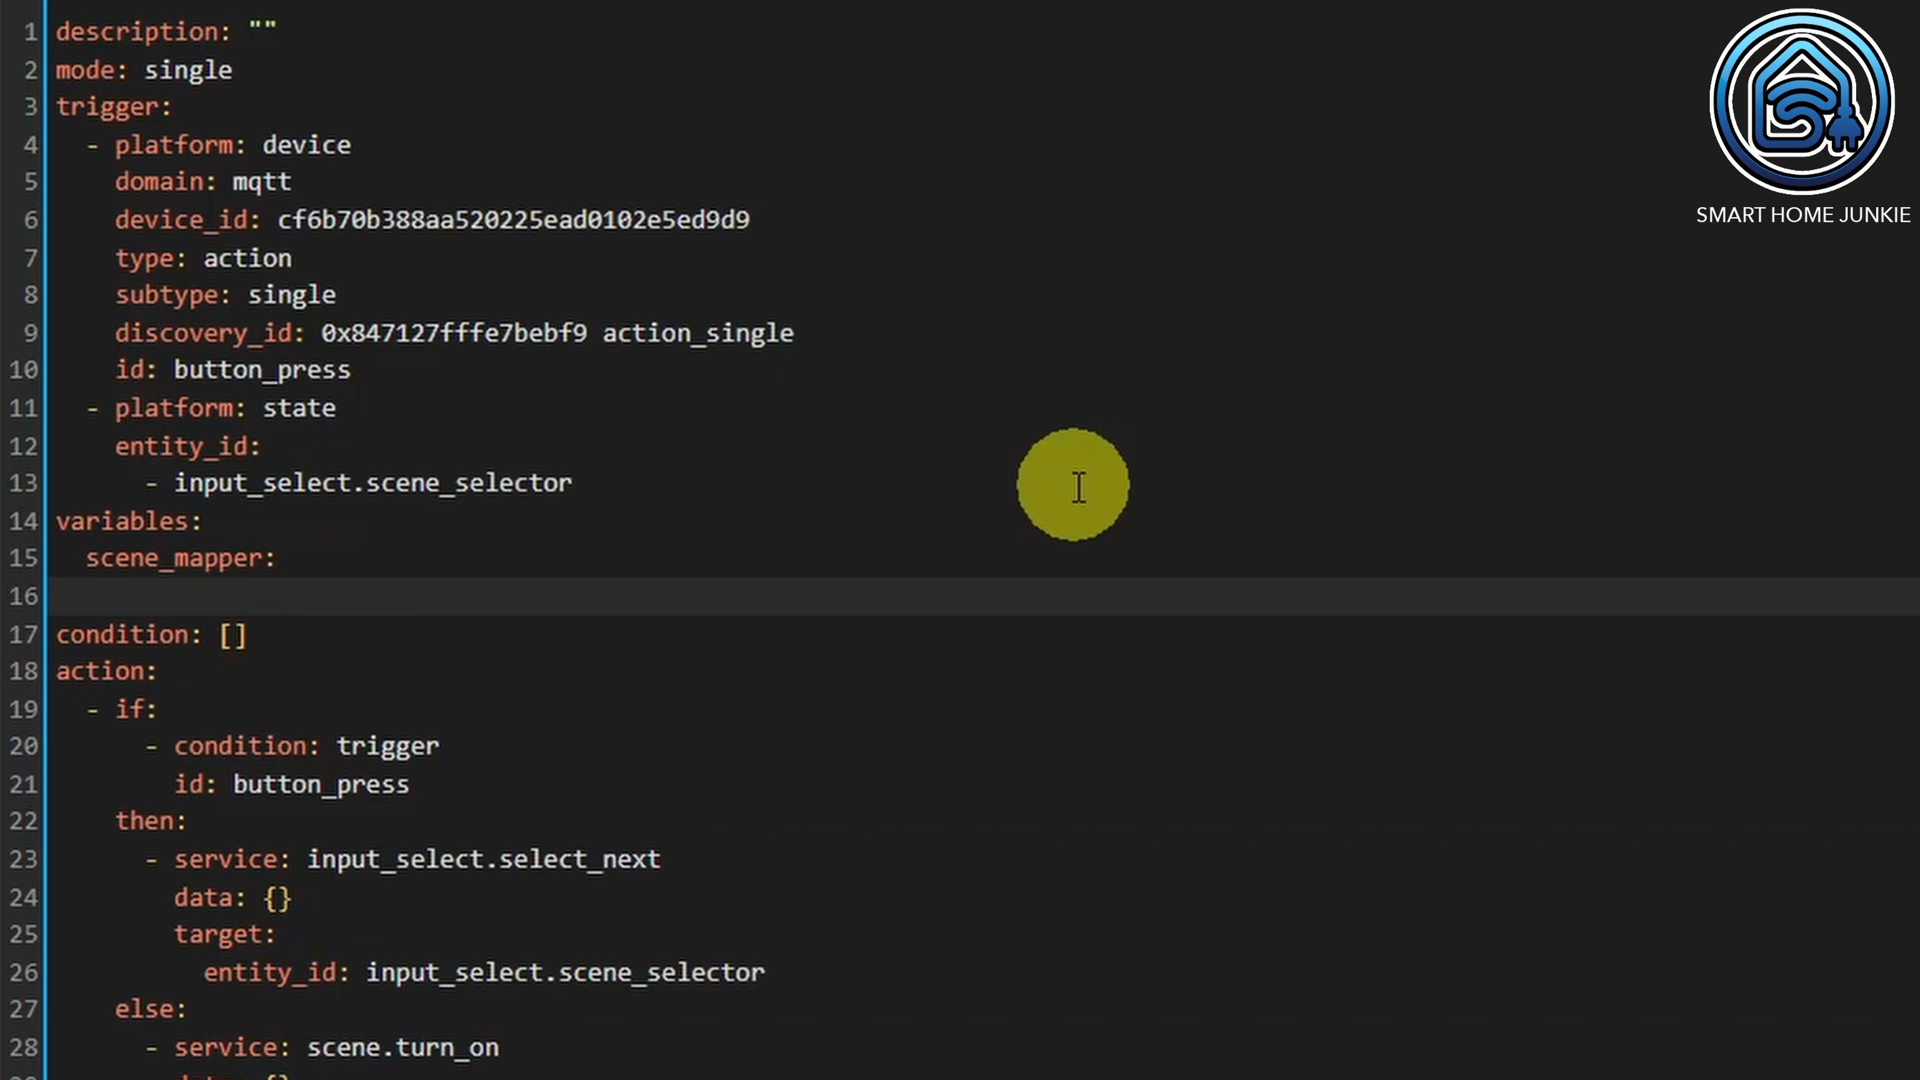 1 description: ""
2 mode: single
3 trigger:
4 - platform: device
5 domain: mqtt
6 device_id: cf6b70b388aa520225ead0102e5ed9d9
7 type: action
8 subtype: single
9 discovery_id: 0x847127fffe7bebf9 action_single
10 id: button_press
11 - platform: state
12 entity_id:
13 - input_select.scene_selector
14 variables:
15 scene_mapper:
16
17 condition: []
18 action:
19 - if:
20 - condition: trigger
21 id: button_press
22 then:
23 - service: input_select.select_next
24 data: {}
25 target:
26 entity_id: input_select.scene_selector
27 else:
28 - service: scene.turn_on
SMART HOME JUNKIE